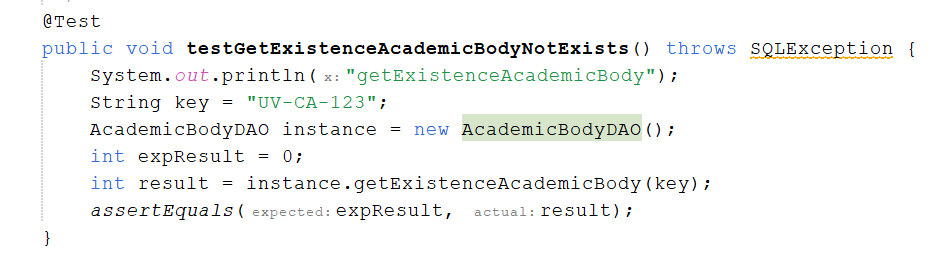 @Test
public void testGetExistenceAcademicBodyNotExists() throws SQLException {
System.out.println( x: "getExistenceAcademicBody");
String key = "UV-CA-123";
AcademicBodyDAO instance = new AcademicBodyDAO();
int expResult = 0;
int result = instance.getExistenceAcademicBody(key);
assertEquals( expected: expResult, actual: result);
}